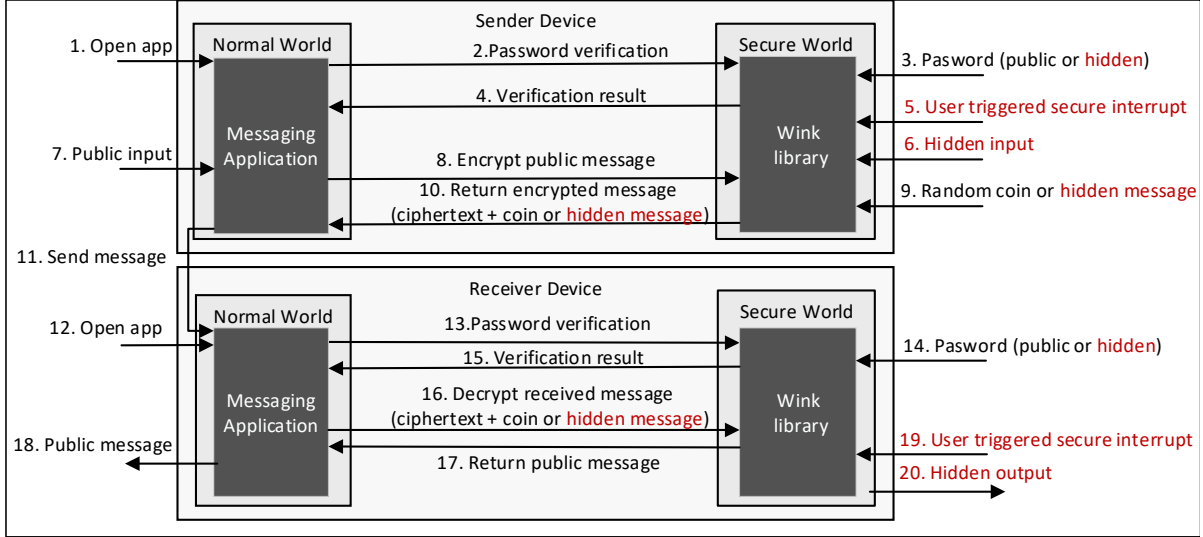 Sender Device
Normal World
Secure World
1. Open app
2.Password verification
3. Pasword (public or hidden)
4. Verification result
5. User triggered secure interrupt
Messaging
Application
Wink
library
6. Hidden input
7. Public input
8. Encrypt public message
9. Random coin or hidden message
10. Return encrypted message
(ciphertext + coin or hidden message)
11. Send message
Receiver Device
Normal World
Secure World
12. Open app
13.Password verification
14. Pasword (public or hidden)
15. Verification result
16. Decrypt received message
(ciphertext + coin or hidden message)
Messaging
Application
Wink
library
17. Return public message
18. Public message
19. User triggered secure interrupt
20. Hidden output